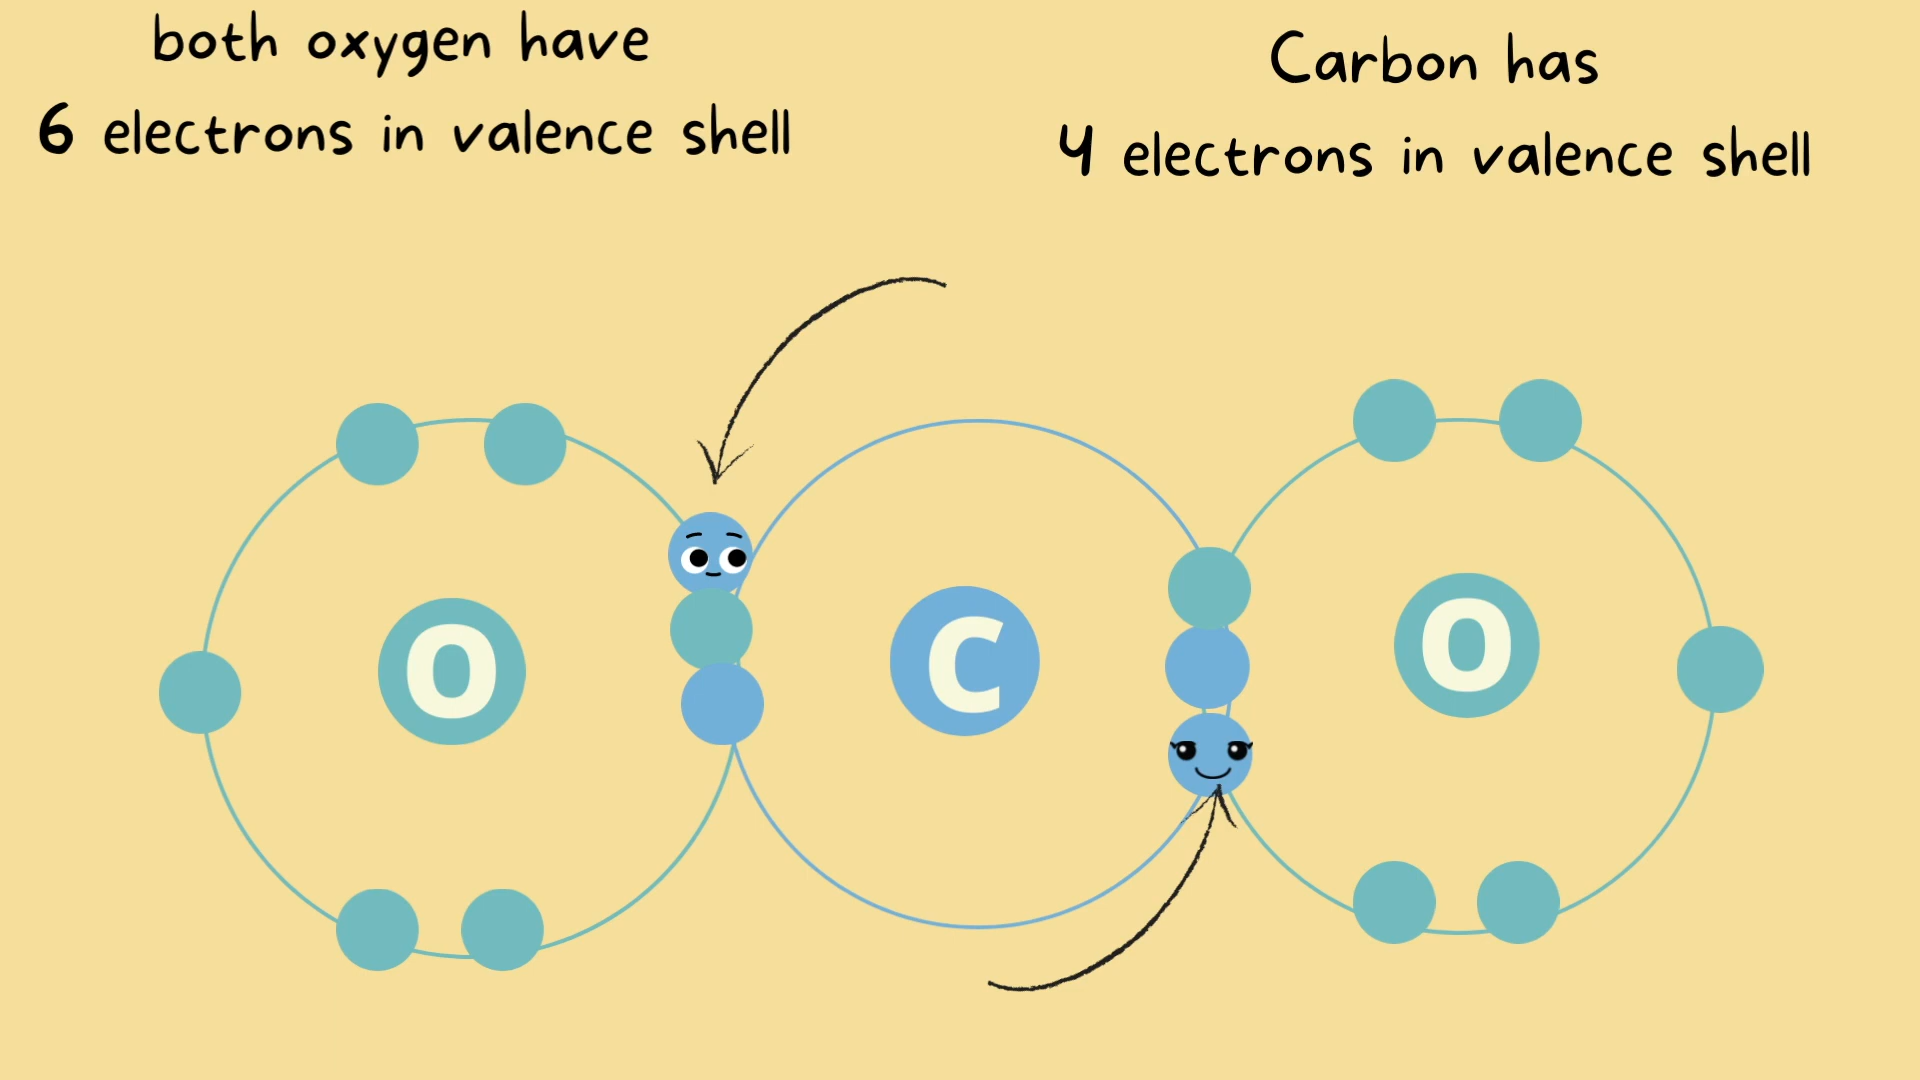 both oxygen have
6 electrons in valence shell
Carbon has
4 electrons in valence shell
O
C
O